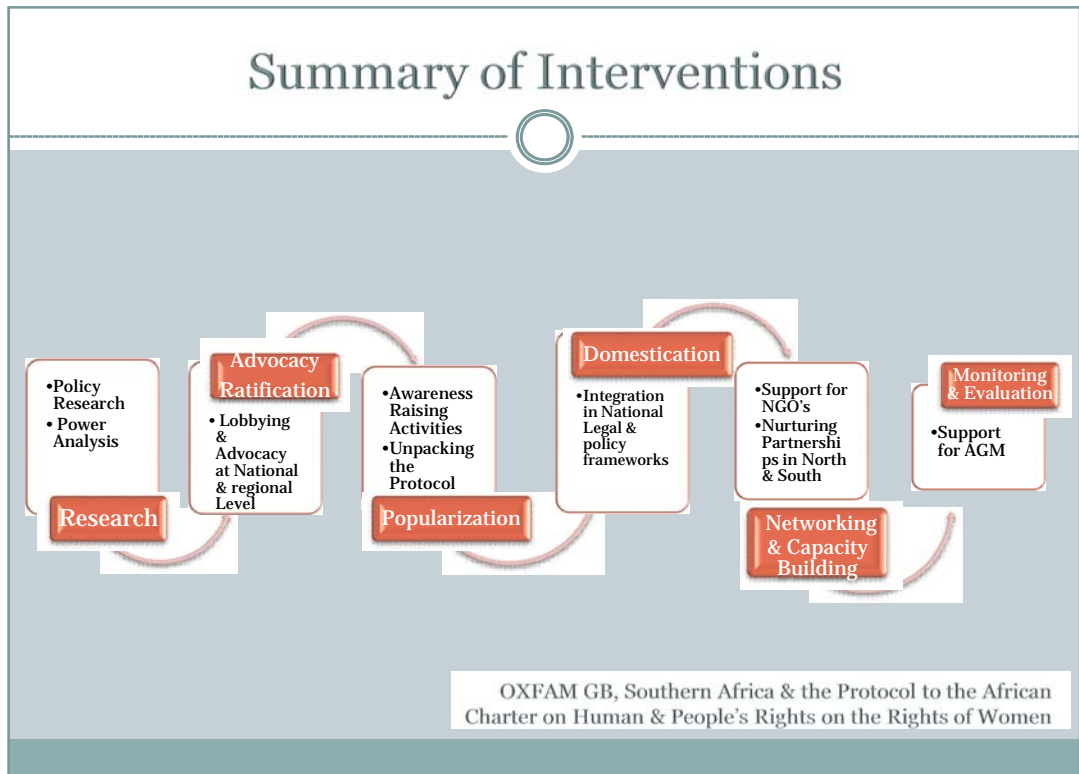 Summary of Interventions
•Policy
Research
• Power
Analysis
Research
Advocacy
Ratification
• Lobbying
&
Advocacy
at National
& regional
Level
•Awareness
Raising
Activities
•Unpacking
the
Protocol
Popularization
Domestication
•Integration
in National
Legal &
policy
frameworks
•Support for
NGO's
•Nurturing
Partnershi
ps in North
& South
Networking
& Capacity
Building
Monitoring
& Evaluation
•Support
for AGM
OXFAM GB, Southern Africa & the Protocol to the African
Charter on Human & People's Rights on the Rights of Women